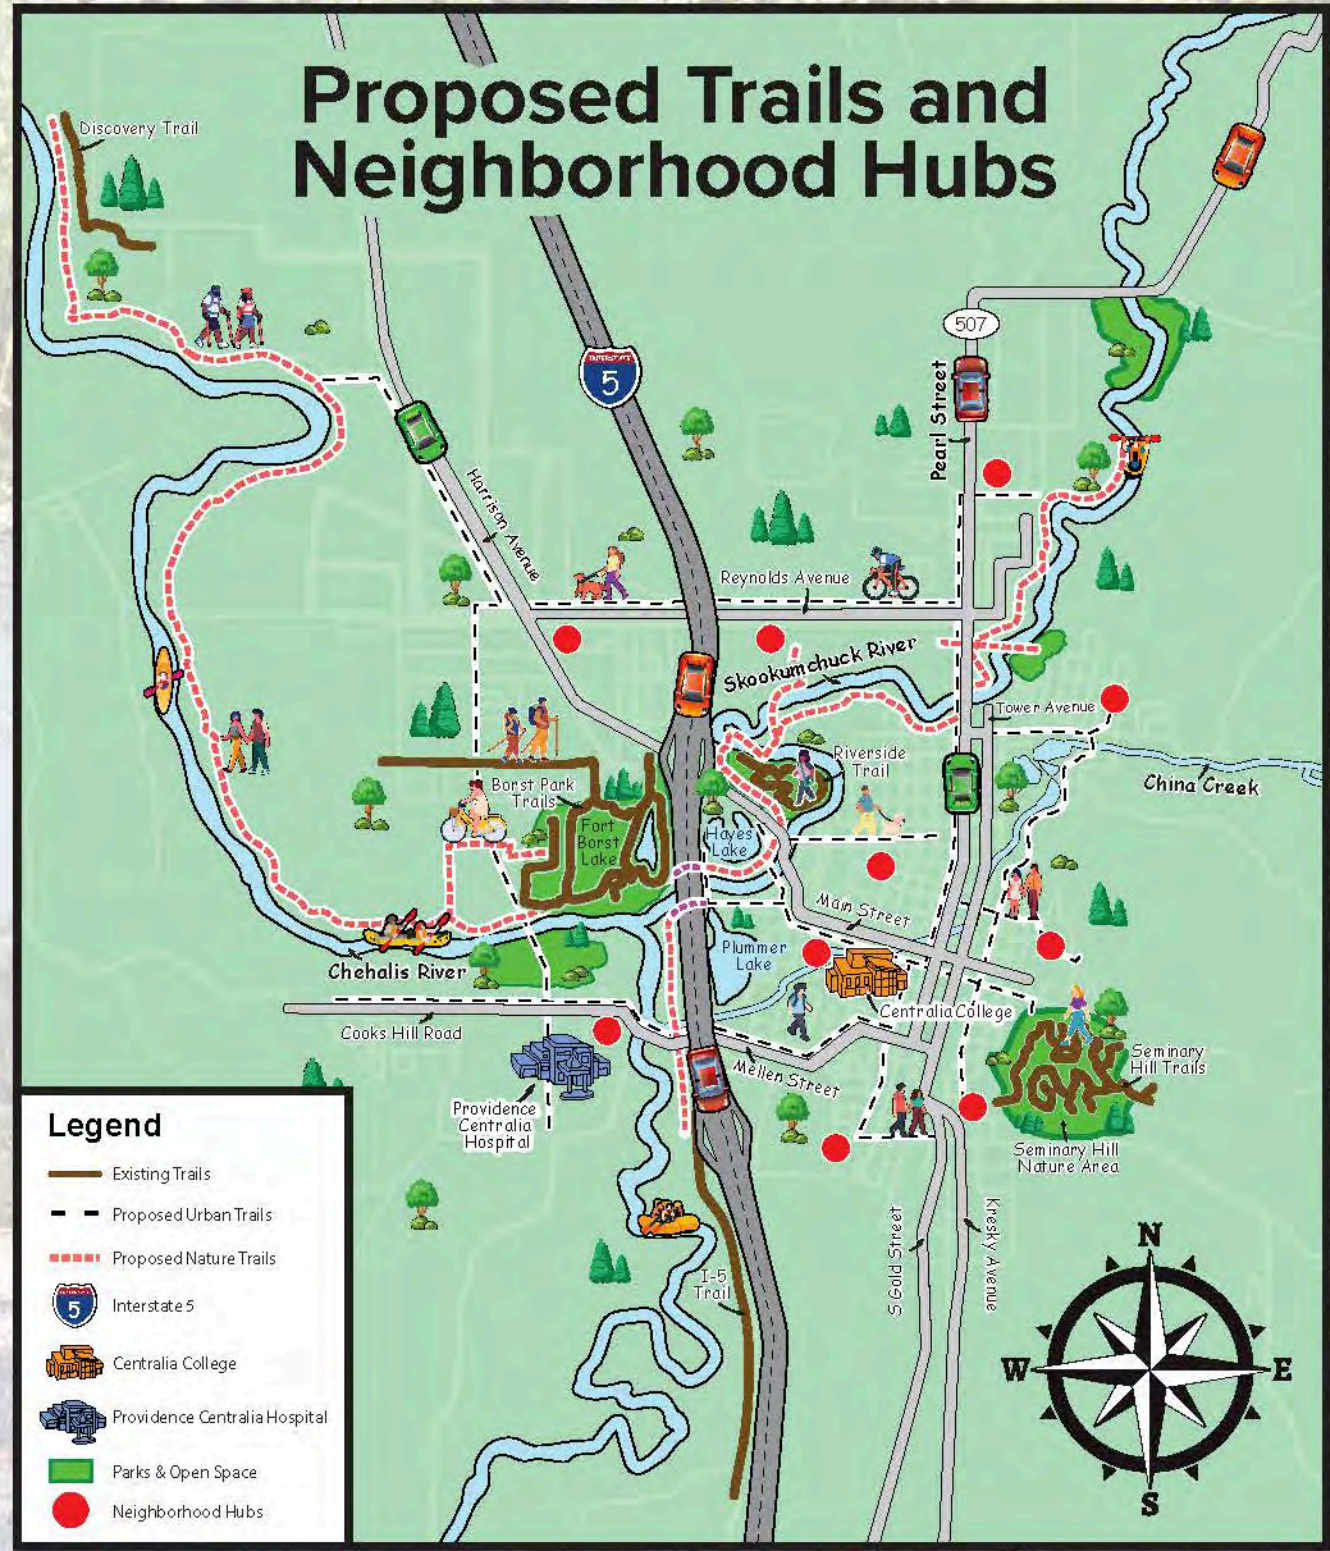 Proposed Trails and
Neighborhood Hubs
Discovery Trail
507
INTERSTATE
5
Pearl Street
Harrison Avenue
Reynolds Avenue
Skookumchuck River
Tower Avenue
Riverside
Trail
China Creek
Borst Park
Trails
Fort
Borst
Lake
Hayes
Lake
Main Street
Chehalis River
Plummer
Lake
Centralia College
Cooks Hill Road
Mellen Street
Seminary
Hill Trails
Providence
Centralia
Hospital
Seminary Hill
Nature Area
S Gold Street
Kresky Avenue
I-5
Trail
N
W
E
S
Legend
Existing Trails
Proposed Urban Trails
Proposed Nature Trails
INTERSTATE
5
Interstate 5
Centralia College
Providence Centralia Hospital
Parks & Open Space
Neighborhood Hubs